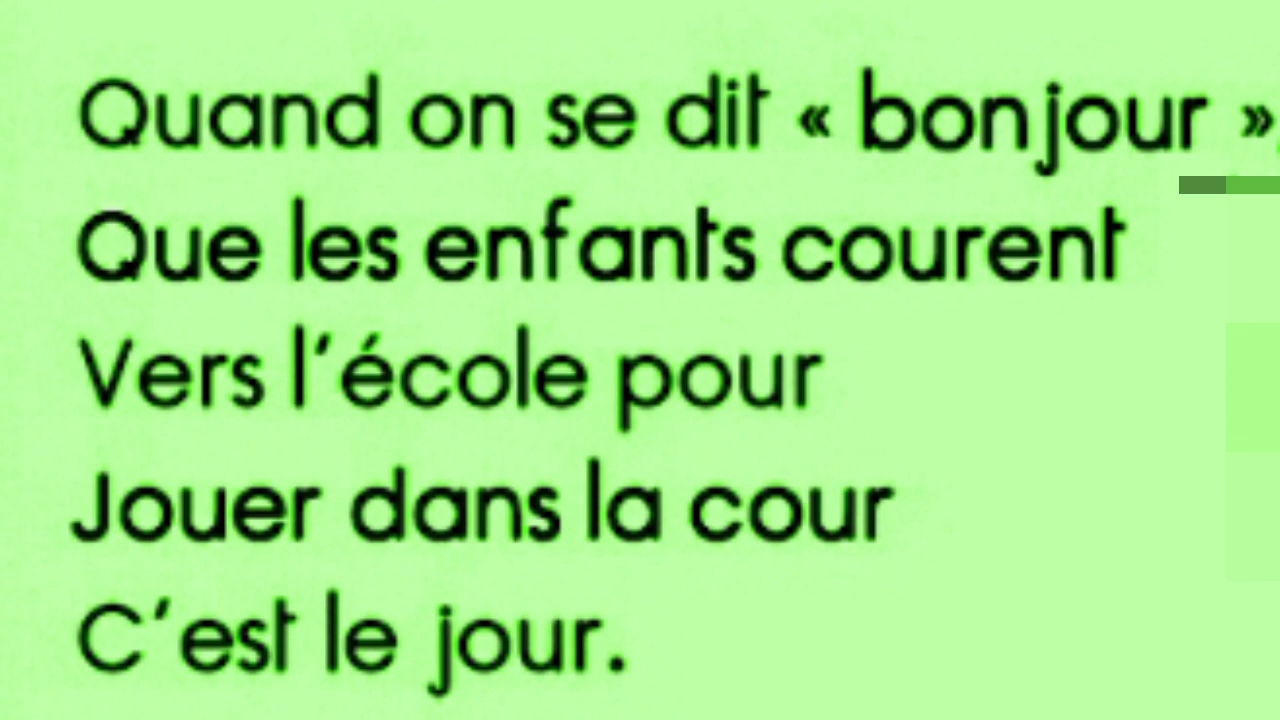 Quand on se dit « bonjour »,
Que les enfants courent
Vers l’école pour
Jouer dans la cour
C’est le jour.